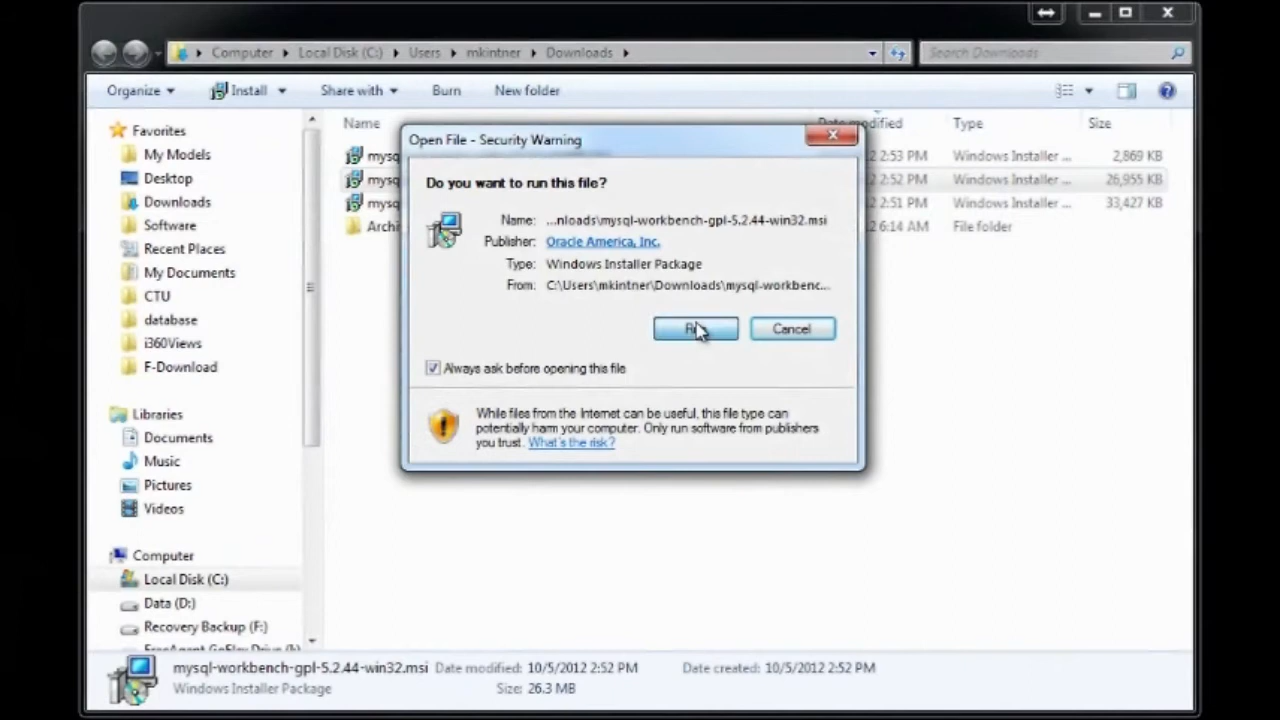 Computer Local Disk (C:) Users mkintner Downloads Search Downloads
Organize Install Share with Burn New folder
Name Date modified Type Size
Favorites
My Models
Desktop
Downloads
Software
Recent Places
My Documents
CTU
database
i360Views
F-Download
Libraries
Documents
Music
Pictures
Videos
Computer
Local Disk (C:)
Data (D:)
Recovery Backup (F:)
mysq 2 2:53 PM Windows Installer ... 2,869 KB
mysq 2 2:52 PM Windows Installer ... 26,955 KB
mysq 2 2:51 PM Windows Installer ... 33,427 KB
Archi 2 6:14 AM File folder
Open File - Security Warning
Do you want to run this file?
Name: ...nloads\mysql-workbench-gpl-5.2.44-win32.msi
Publisher: Oracle America, Inc.
Type: Windows Installer Package
From: C:\Users\mkintner\Downloads\mysql-workbenc...
Cancel
Always ask before opening this file
While files from the Internet can be useful, this file type can
potentially harm your computer. Only run software from publishers
you trust. What's the risk?
mysql-workbench-gpl-5.2.44-win32.msi Date modified: 10/5/2012 2:52 PM Date created: 10/5/2012 2:52 PM
Windows Installer Package Size: 26.3 MB